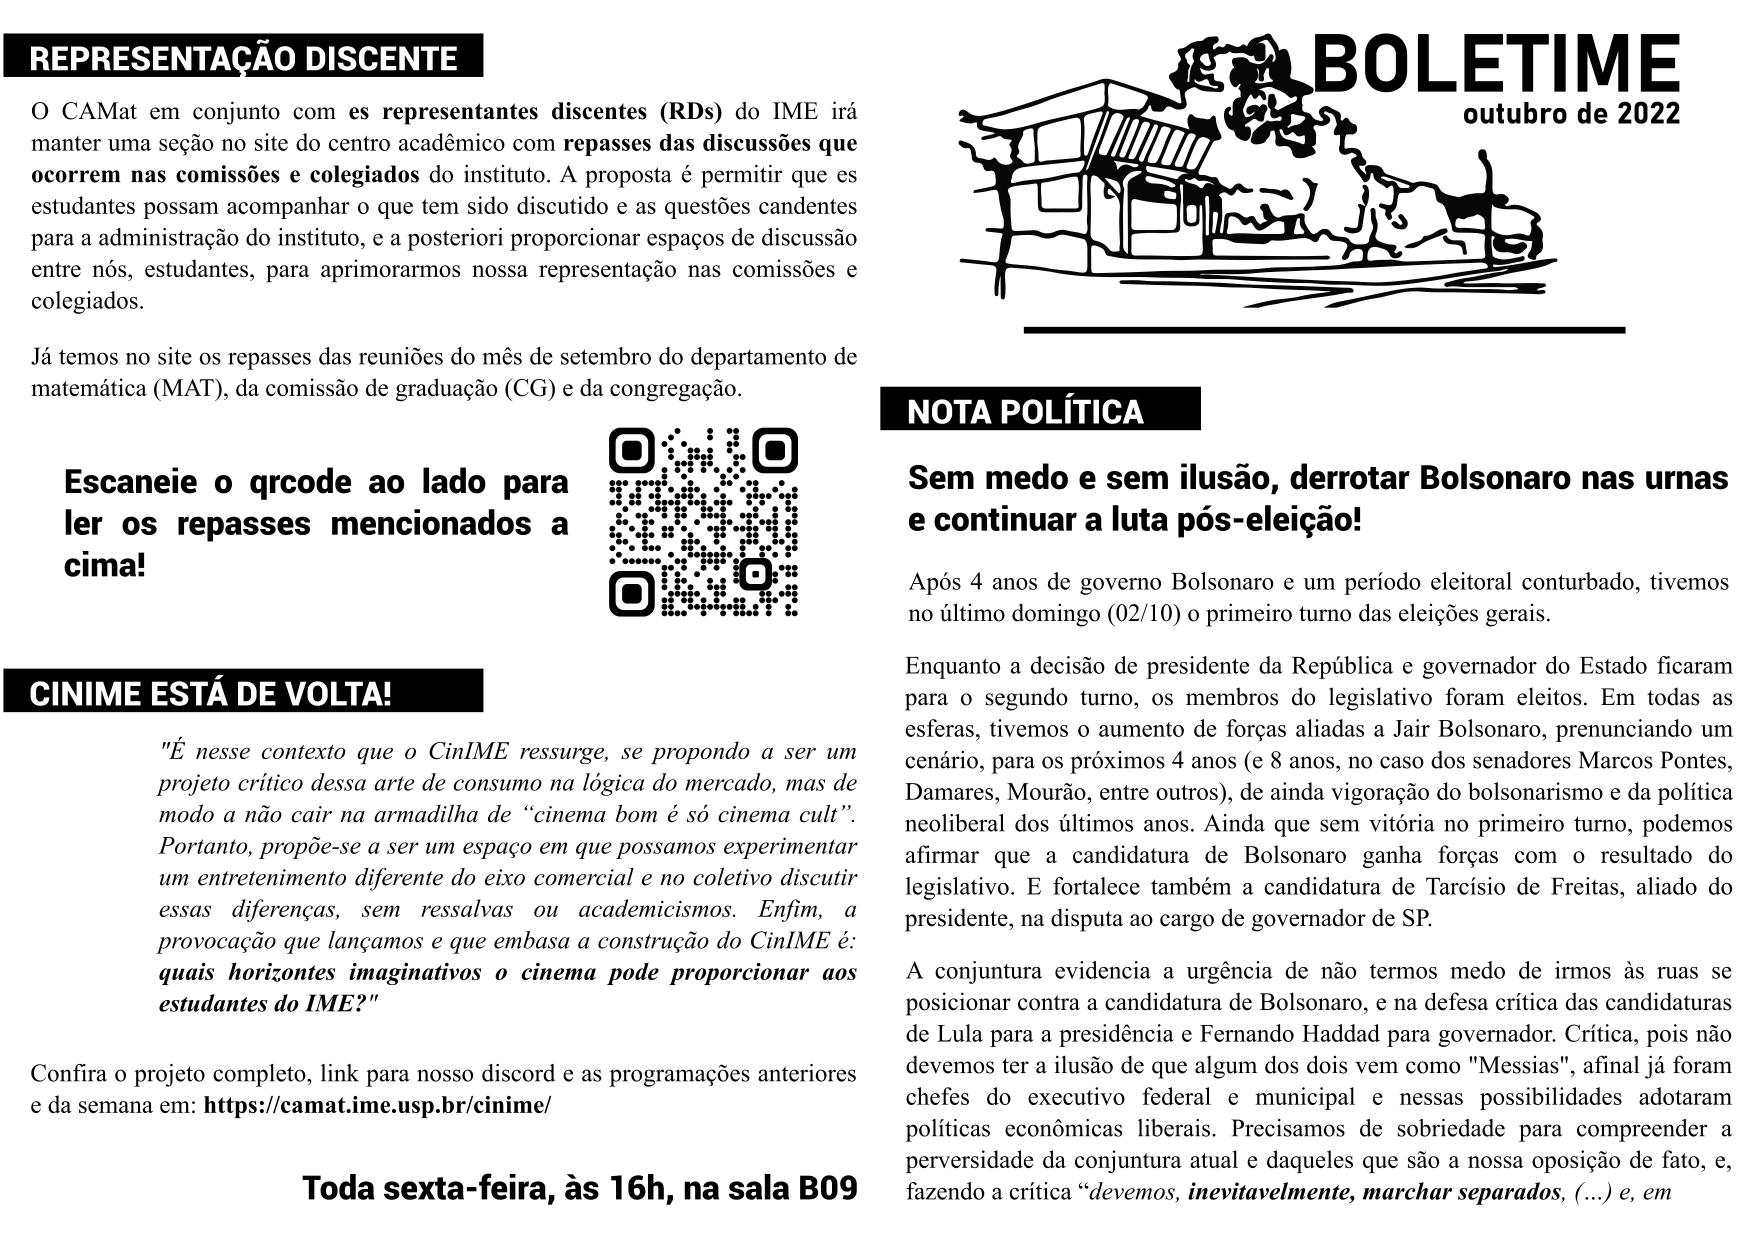 REPRESENTAÇÃO DISCENTE
O CAMat em conjunto com es representantes discentes (RDs) do IME irá
manter uma seção no site do centro acadêmico com repasses das discussões que
ocorrem nas comissões e colegiados do instituto. A proposta é permitir que es
estudantes possam acompanhar o que tem sido discutido e as questões candentes
para a administração do instituto, e a posteriori proporcionar espaços de discussão
entre nós, estudantes, para aprimorarmos nossa representação nas comissões e
colegiados.
Já temos no site os repasses das reuniões do mês de setembro do departamento de
matemática (MAT), da comissão de graduação (CG) e da congregação.
Escaneie o qrcode ao lado para
ler os repasses mencionados a
cima!
CINIME ESTÁ DE VOLTA!
"É nesse contexto que o CinIME ressurge, se propondo a ser um
projeto crítico dessa arte de consumo na lógica do mercado, mas de
modo a não cair na armadilha de “cinema bom é só cinema cult”.
Portanto, propõe-se a ser um espaço em que possamos experimentar
um entretenimento diferente do eixo comercial e no coletivo discutir
essas diferenças, sem ressalvas ou academicismos. Enfim, a
provocação que lançamos e que embasa a construção do CinIME é:
quais horizontes imaginativos o cinema pode proporcionar aos
estudantes do IME?"
Confira o projeto completo, link para nosso discord e as programações anteriores
e da semana em: https://camat.ime.usp.br/cinime/
Toda sexta-feira, às 16h, na sala B09
BOLETIME
outubro de 2022
NOTA POLÍTICA
Sem medo e sem ilusão, derrotar Bolsonaro nas urnas
e continuar a luta pós-eleição!
Após 4 anos de governo Bolsonaro e um período eleitoral conturbado, tivemos
no último domingo (02/10) o primeiro turno das eleições gerais.
Enquanto a decisão de presidente da República e governador do Estado ficaram
para o segundo turno, os membros do legislativo foram eleitos. Em todas as
esferas, tivemos o aumento de forças aliadas a Jair Bolsonaro, prenunciando um
cenário, para os próximos 4 anos (e 8 anos, no caso dos senadores Marcos Pontes,
Damares, Mourão, entre outros), de ainda vigoração do bolsonarismo e da política
neoliberal dos últimos anos. Ainda que sem vitória no primeiro turno, podemos
afirmar que a candidatura de Bolsonaro ganha forças com o resultado do
legislativo. E fortalece também a candidatura de Tarcísio de Freitas, aliado do
presidente, na disputa ao cargo de governador de SP.
A conjuntura evidencia a urgência de não termos medo de irmos às ruas se
posicionar contra a candidatura de Bolsonaro, e na defesa crítica das candidaturas
de Lula para a presidência e Fernando Haddad para governador. Crítica, pois não
devemos ter a ilusão de que algum dos dois vem como "Messias", afinal já foram
chefes do executivo federal e municipal e nessas possibilidades adotaram
políticas econômicas liberais. Precisamos de sobriedade para compreender a
perversidade da conjuntura atual e daqueles que são a nossa oposição de fato, e,
fazendo a crítica “devemos, inevitavelmente, marchar separados, (…) e, em